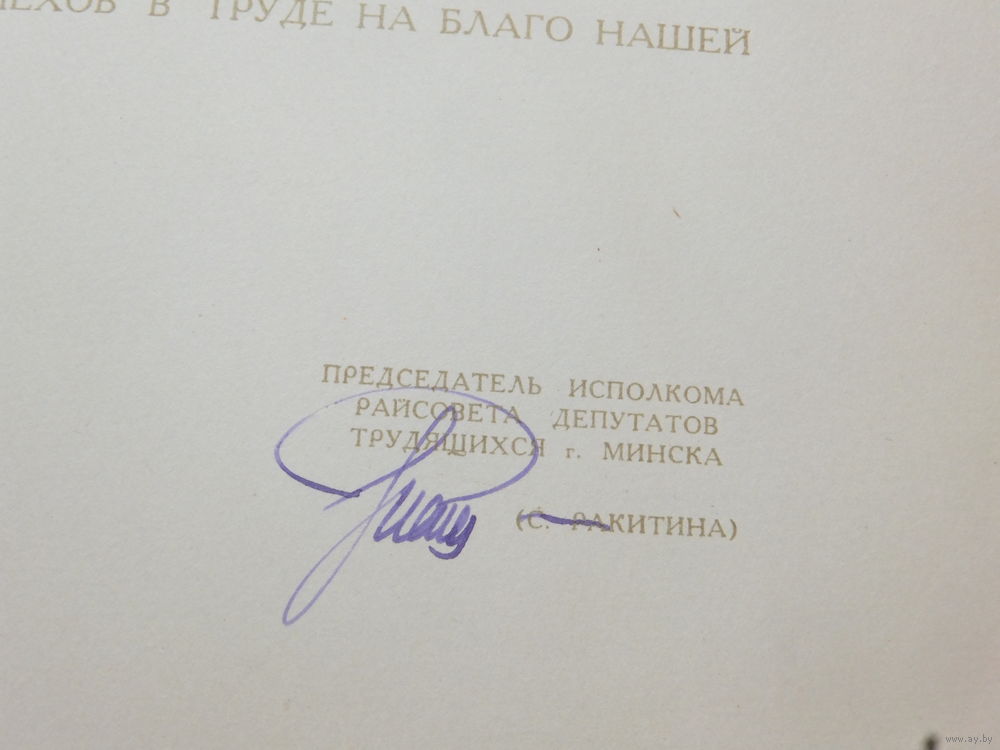 В ТРУДЕ НА БЛАГО НАШЕЙ
ПРЕДСЕДАТЕЛЬ ИСПОЛКОМА
РАЙСОВЕТА ДЕПУТАТОВ
ТРУДЯЩИХСЯ г. МИНСКА
(С. РАКИТИНА)
www.ay.by